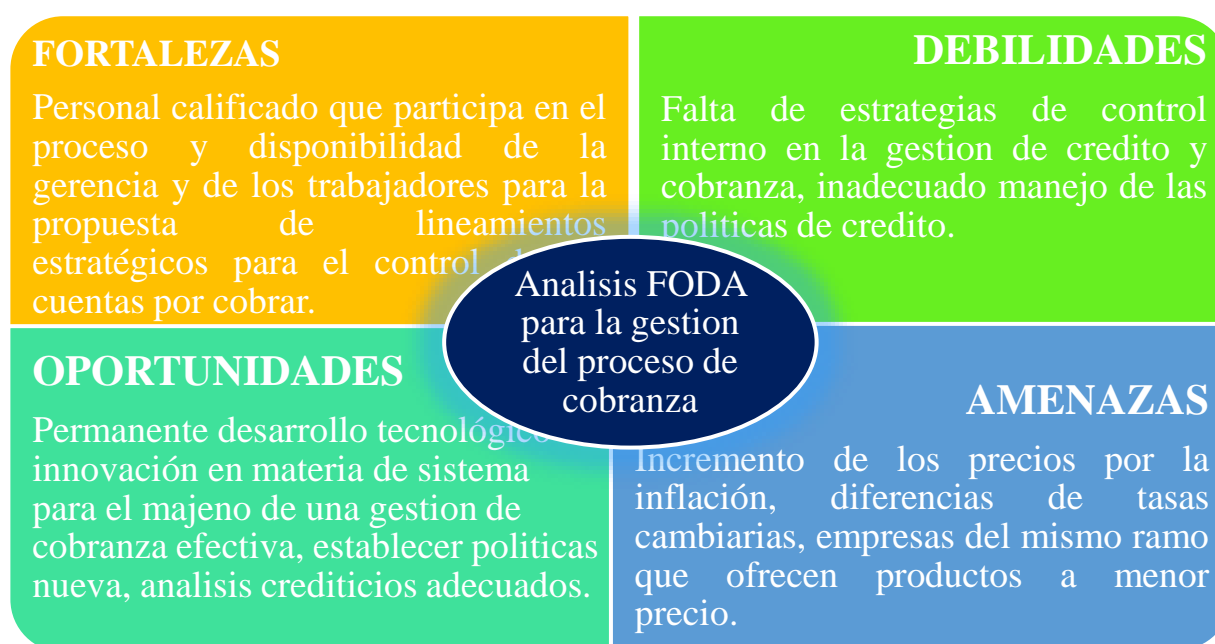 FORTALEZAS
Personal calificado que participa en el
proceso y disponibilidad de la
gerencia y de los trabajadores para la
propuesta de lineamientos
estratégicos para el control
cuentas por cobrar.
DEBILIDADES
Falta de estrategias de control
interno en la gestion de credito y
cobranza, inadecuado manejo de las
politicas de credito.
Analisis FODA
para la gestion
del proceso de
cobranza
OPORTUNIDADES
Permanente desarrollo tecnológico
innovación en materia de sistema
para el majeno de una gestion de
cobranza efectiva, establecer politicas
nueva, analisis crediticios adecuados.
AMENAZAS
Incremento de los precios por la
inflación, diferencias de tasas
cambiarias, empresas del mismo ramo
que ofrecen productos a menor
precio.